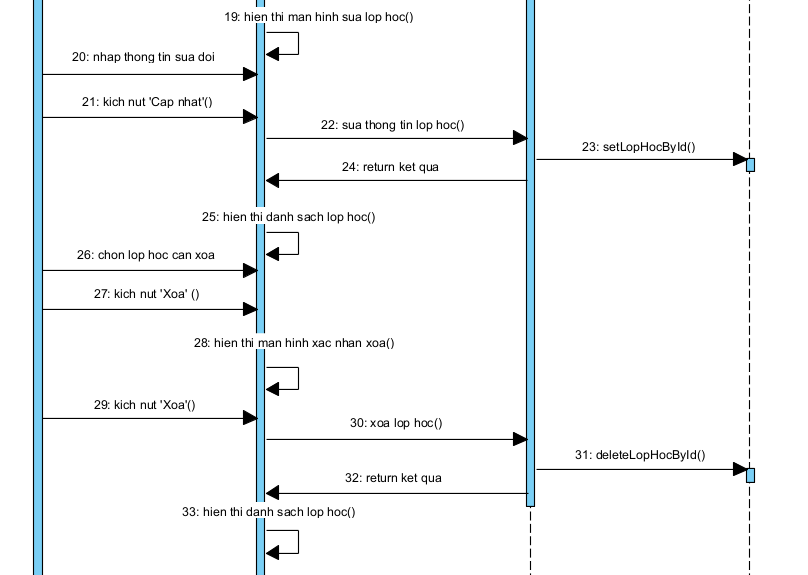 19: hien thi man hinh sua lop hoc()
20: nhap thong tin sua doi
21: kich nut 'Cap nhat'()
22: sua thong tin lop hoc()
23: setLopHocById()
24: return ket qua
25: hien thi danh sach lop hoc()
26: chon lop hoc can xoa
27: kich nut 'Xoa' ()
28: hien thi man hinh xac nhan xoa()
29: kich nut 'Xoa'()
30: xoa lop hoc()
31: deleteLopHocById()
32: return ket qua
33: hien thi danh sach lop hoc()